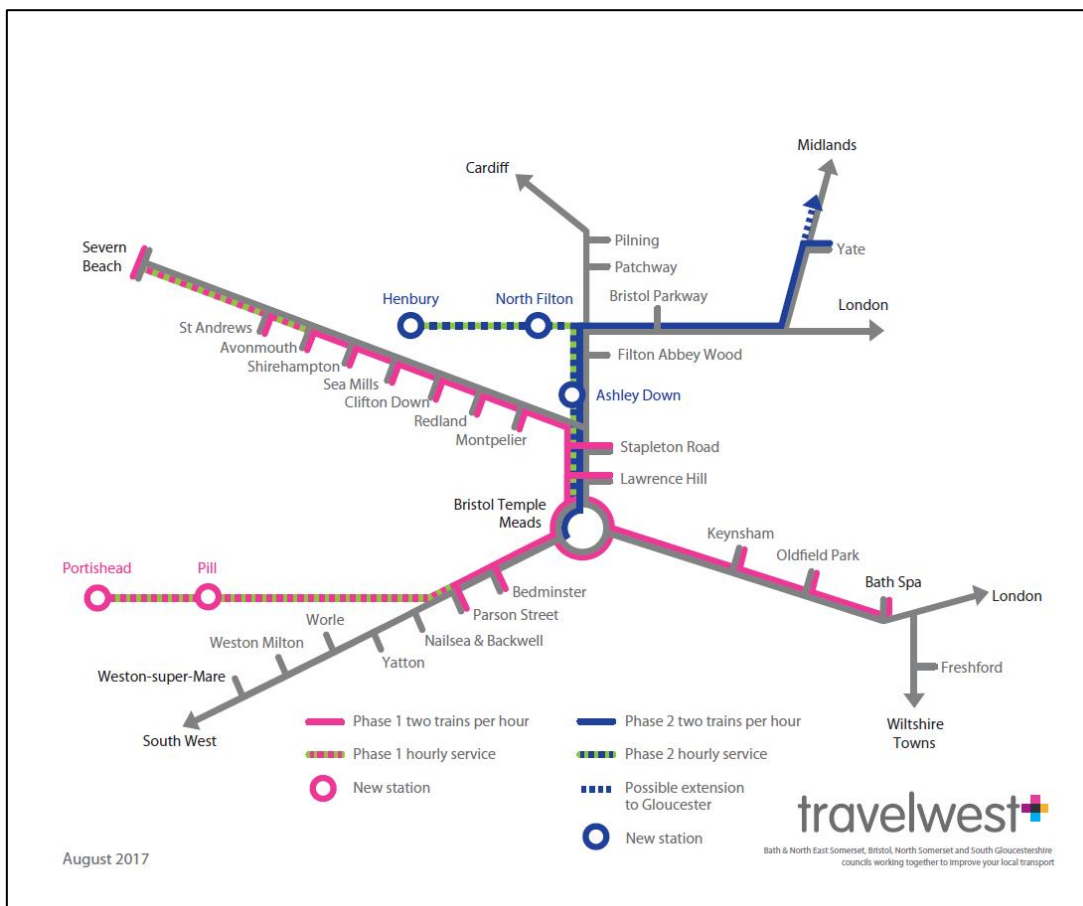 Midlands
Cardiff
Pilning
Patchway
Yate
Severn
Beach
Henbury
North Filton
Bristol Parkway
London
St Andrews
Avonmouth
Shirehampton
Sea Mills
Clifton Down
Redland
Montpelier
Filton Abbey Wood
Ashley Down
Stapleton Road
Lawrence Hill
Bristol Temple
Meads
Keynsham
Oldfield Park
Bath Spa
London
Freshford
Wiltshire
Towns
Portishead
Pill
Bedminster
Parson Street
Nailsea & Backwell
Yatton
Worle
Weston Milton
Weston-super-Mare
South West
Phase 1 two trains per hour
Phase 1 hourly service
New station
Phase 2 two trains per hour
Phase 2 hourly service
Possible extension
to Gloucester
New station
travelwest
Bath & North East Somerset, Bristol, North Somerset and South Gloucestershire
councils working together to improve your local transport
August 2017